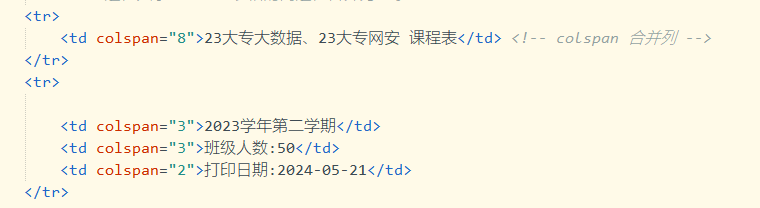 <tr>
<td colspan="8">23大专大数据、23大专网安 课程表</td> <!-- colspan 合并列 -->
</tr>
<tr>
<td colspan="3">2023学年第二学期</td>
<td colspan="3">班级人数:50</td>
<td colspan="2">打印日期:2024-05-21</td>
</tr>